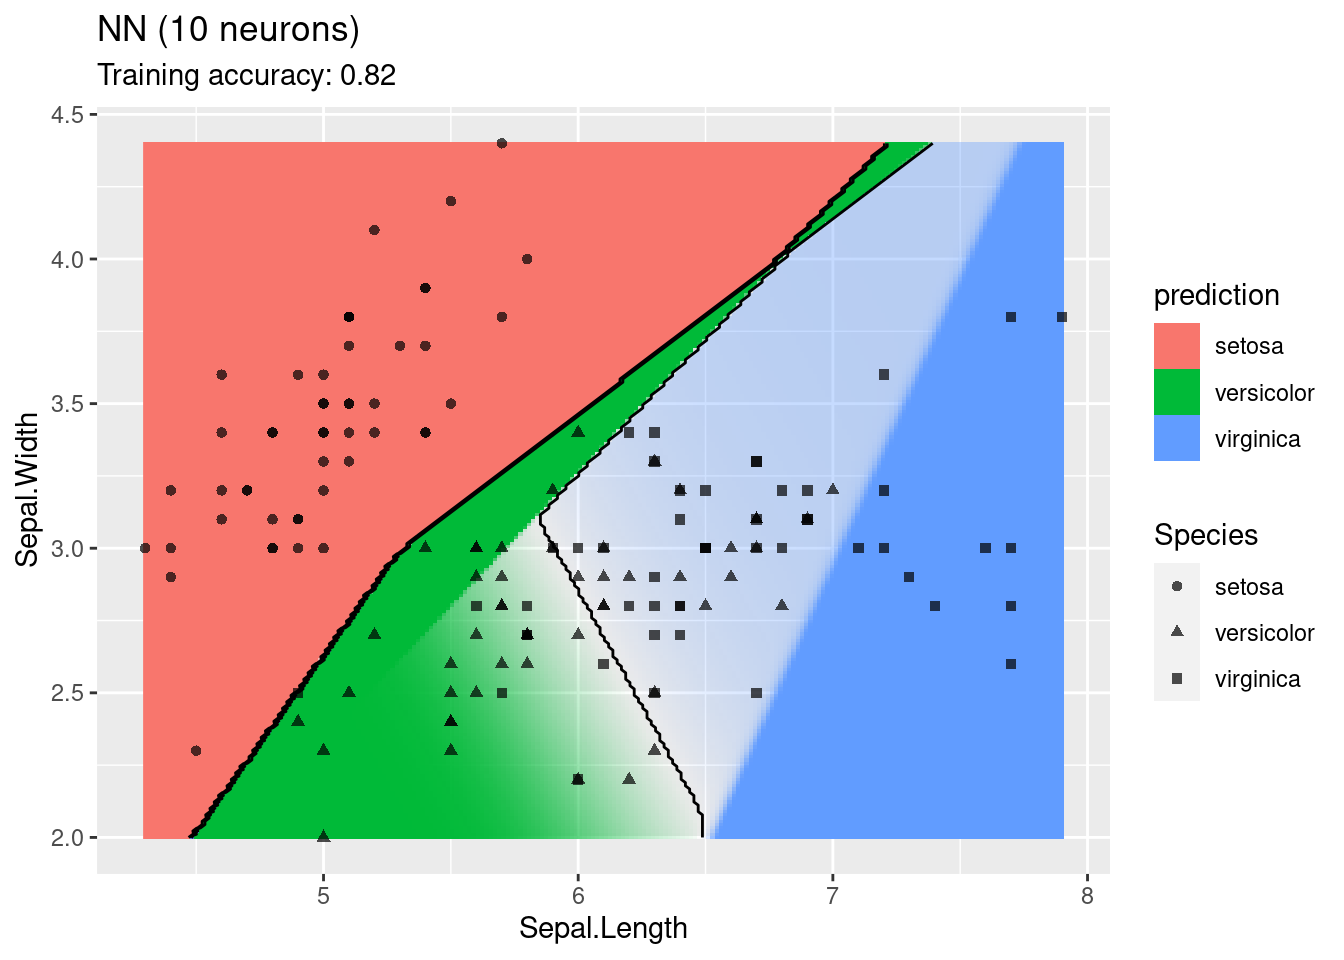 NN (10 neurons)
Training accuracy: 0.82
4.5
4.0
3.5
3.0
2.5
2.0
Sepal.Width
5
6
7
8
Sepal.Length
prediction
setosa
versicolor
virginica
Species
setosa
versicolor
virginica